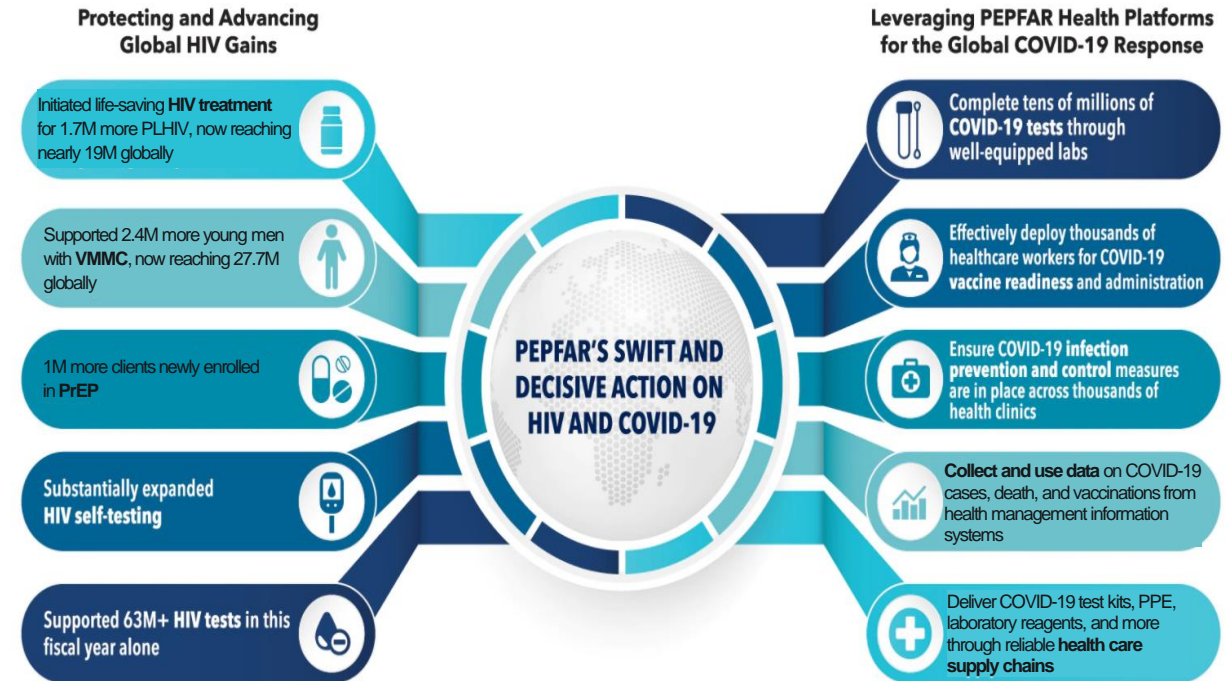 Protecting and Advancing
Global HIV Gains
Initiated life-saving HIV treatment
for 1.7M more PLHIV, now reaching
nearly 19M globally
Supported 2.4M more young men
with VMMC, now reaching 27.7M
globally
1M more clients newly enrolled
in PrEP
Substantially expanded
HIV self-testing
Supported 63M+ HIV tests in this
fiscal year alone
PEPFAR'S SWIFT AND
DECISIVE ACTION ON
HIV AND COVID-19
Leveraging PEPFAR Health Platforms
for the Global COVID-19 Response
Complete tens of millions of
COVID-19 tests through
well-equipped labs
Effectively deploy thousands of
healthcare workers for COVID-19
vaccine readiness and administration
Ensure COVID-19 infection
prevention and control measures
are in place across thousands of
health clinics
Collect and use data on COVID-19
cases, death, and vaccinations from
health management information
systems
Deliver COVID-19 test kits, PPE,
laboratory reagents, and more
through reliable health care
supply chains